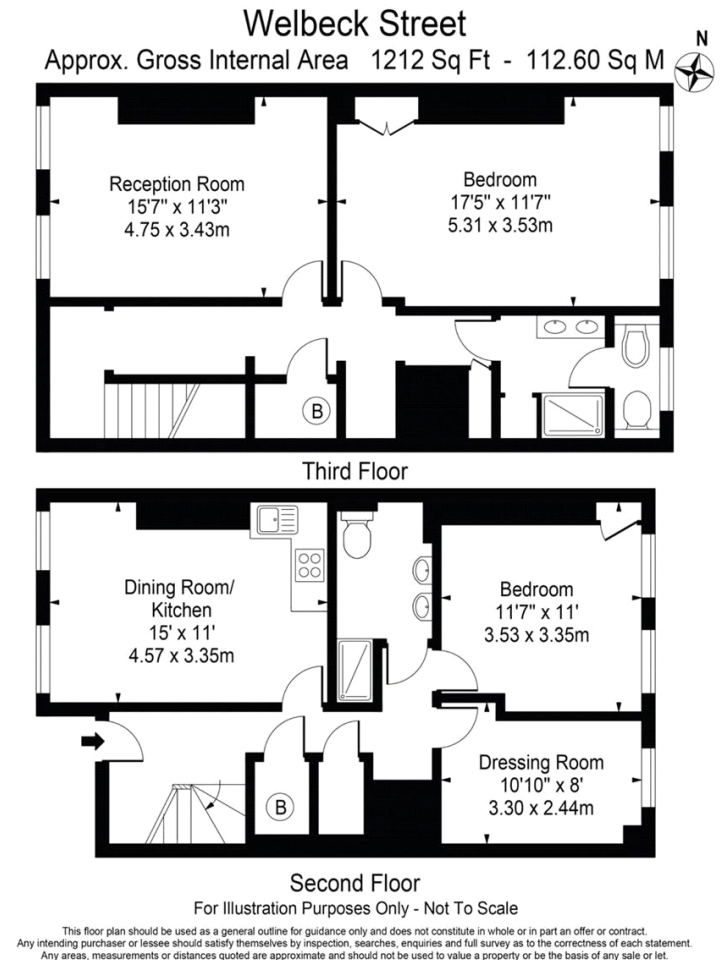 Welbeck Street
Approx. Gross Internal Area 1212 Sq Ft - 112.60 Sq M
N
Reception Room
15'7" x 11'3"
4.75 x 3.43m
Bedroom
17'5" x 11'7"
5.31 x 3.53m
B
Third Floor
Dining Room/
Kitchen
15' x 11'
4.57 x 3.35m
Bedroom
11'7" x 11'
3.53 x 3.35m
Dressing Room
10'10" x 8'
3.30 x 2.44m
B
Second Floor
For Illustration Purposes Only - Not To Scale
This floor plan should be used as a general outline for guidance only and does not constitute in whole or in part an offer or contract.
Any intending purchaser or lessee should satisfy themselves by inspection, searches, enquiries and full survey as to the correctness of each statement.
Any areas, measurements or distances quoted are approximate and should not be used to value a property or be the basis of any sale or let.